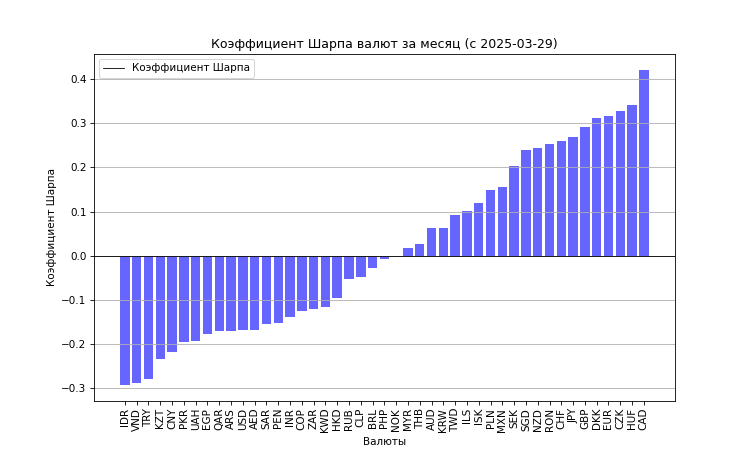 Коэффициент Шарпа валют за месяц (с 2025-03-29)
Коэффициент Шарпа
Коэффициент Шарпа
0.4
0.3
0.2
0.1
0.0
−0.1
−0.2
−0.3
IDR VND TRY KZT CNY PKR UAH EGP QAR ARS USD AED SAR PEN INR COP ZAR KWD HKD RUB CLP BRL PHP NOK MYR THB AUD KRW TWD ILS ISK PLN MXN SEK SGD NZD RON CHF JPY GBP DKK EUR CZK HUF CAD
Валюты